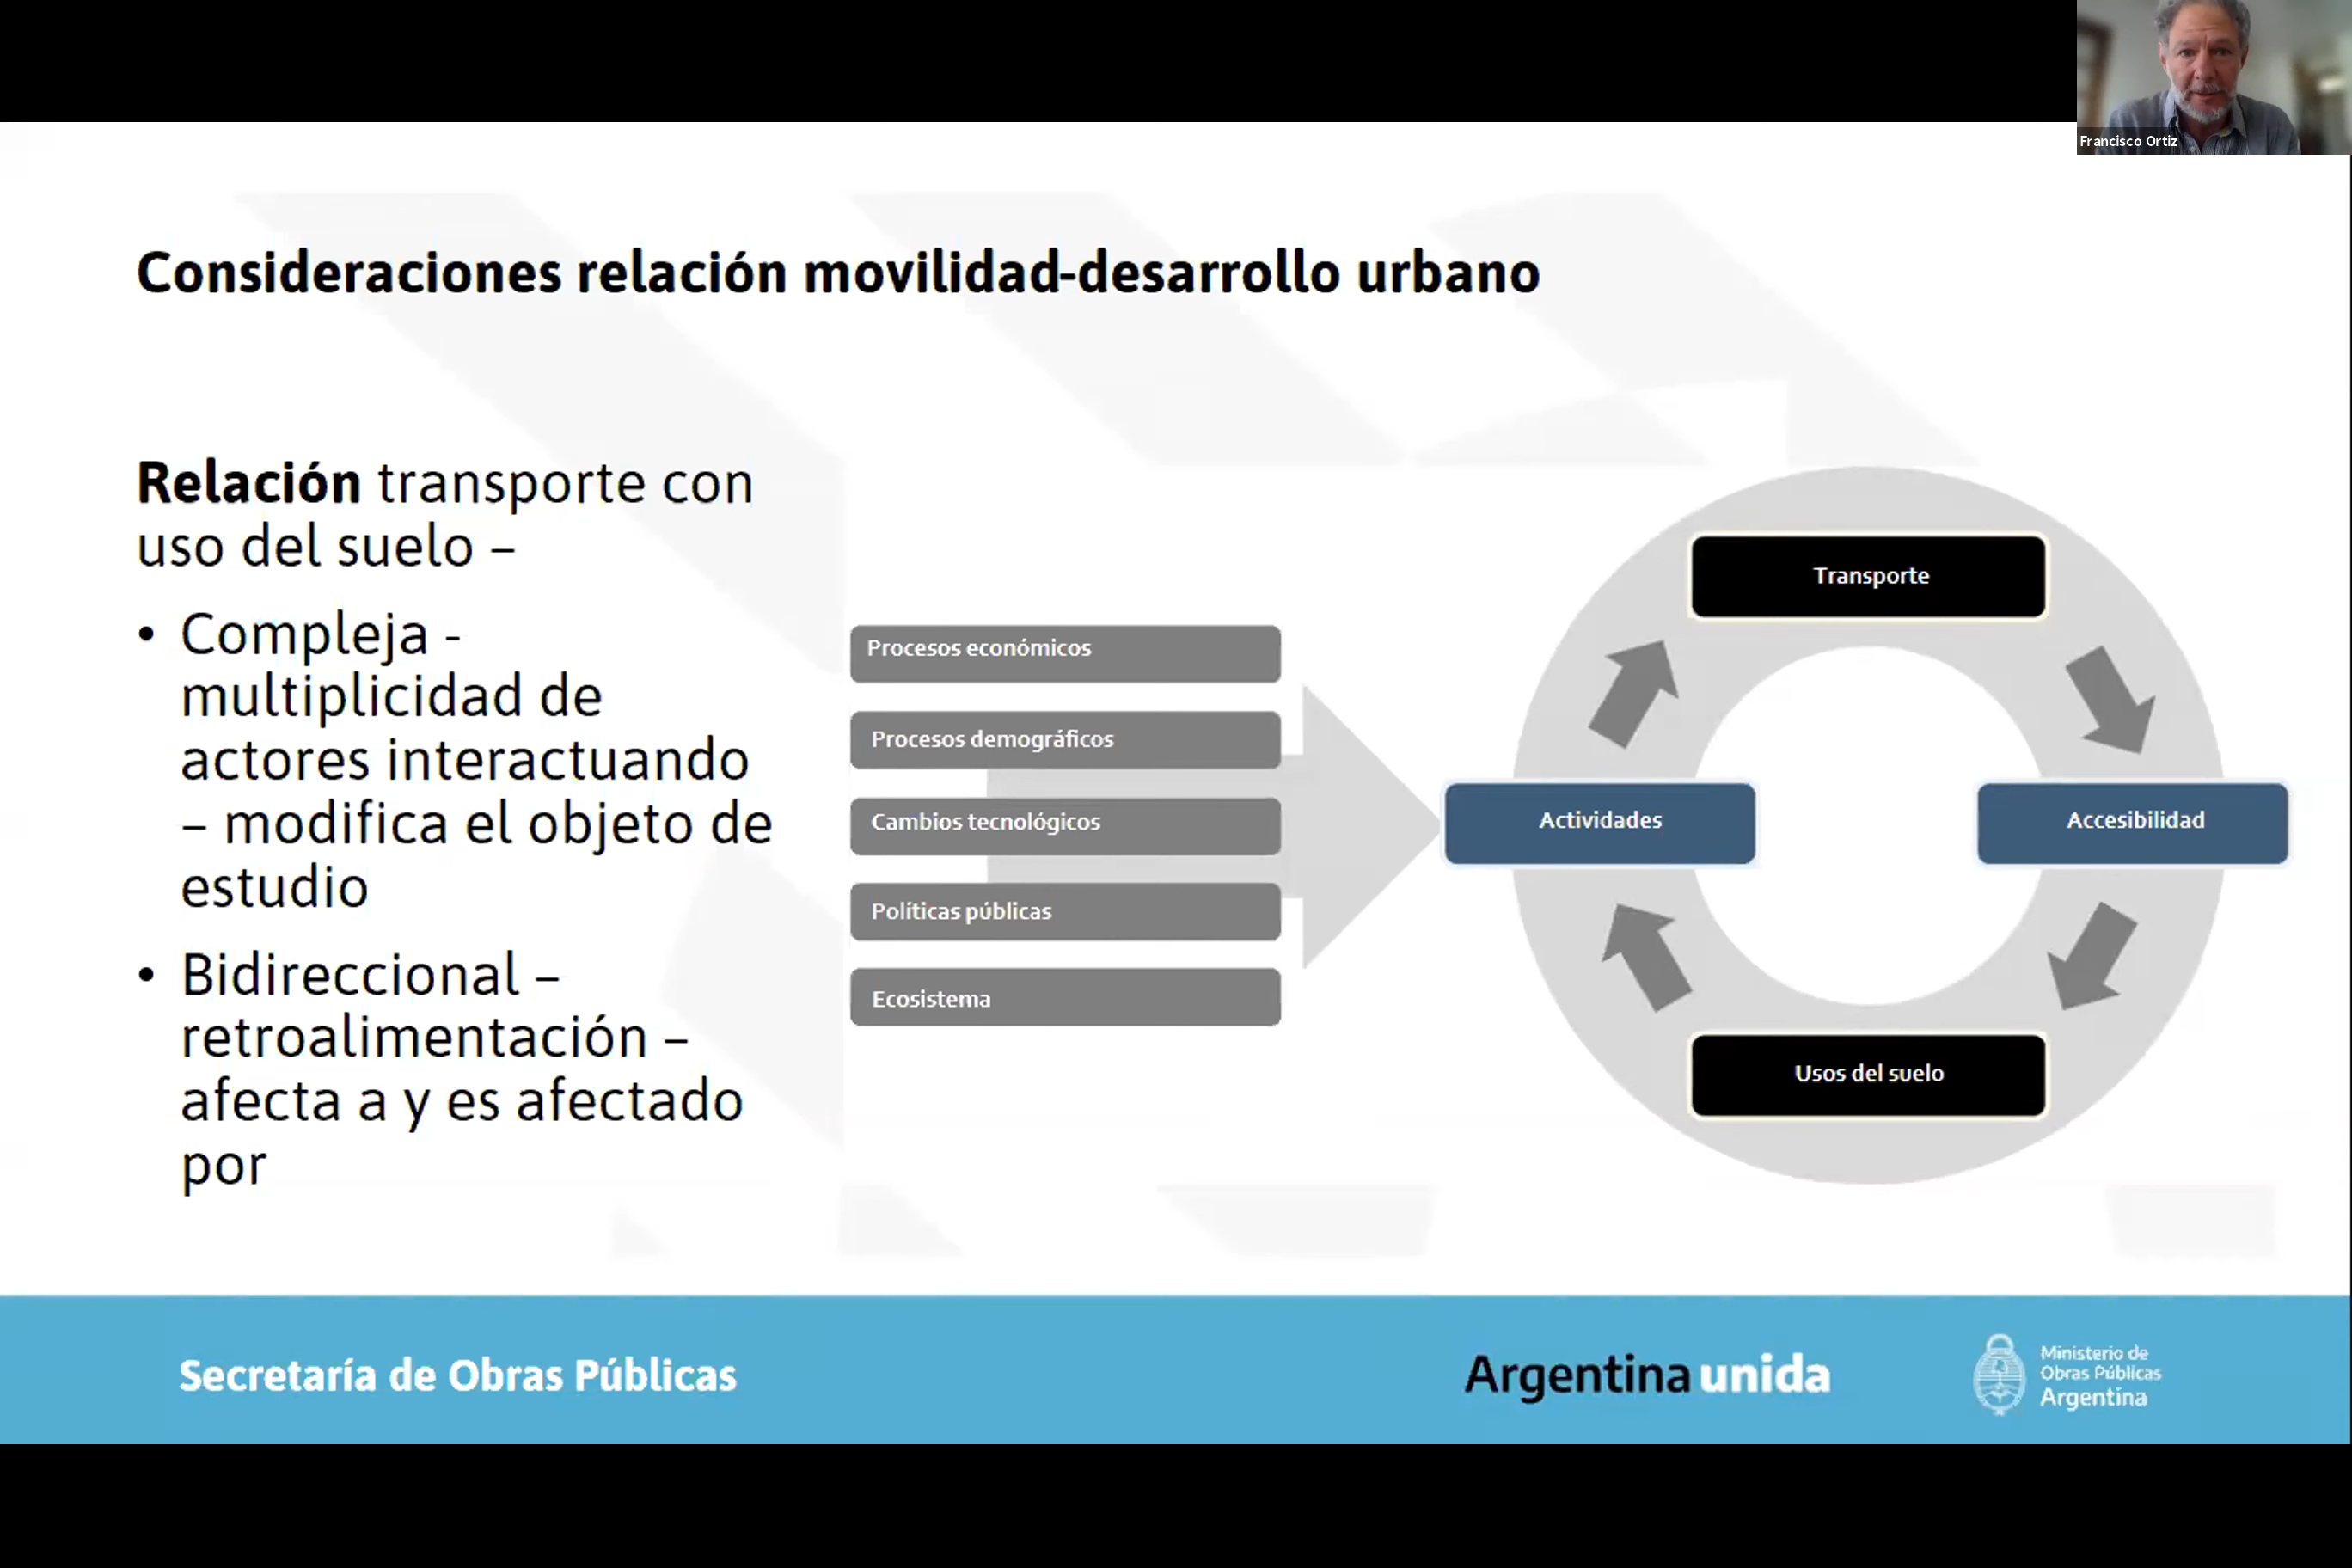 Francisco Ortiz
Consideraciones relación movilidad-desarrollo urbano
Relación transporte con
uso del suelo –
• Compleja -
multiplicidad de
actores interactuando
– modifica el objeto de
estudio
• Bidireccional –
retroalimentación –
afecta a y es afectado
por
Procesos económicos
Procesos demográficos
Cambios tecnológicos
Políticas públicas
Ecosistema
Transporte
Actividades
Accesibilidad
Usos del suelo
Secretaría de Obras Públicas
Argentina unida
Ministerio de
Obras Públicas
Argentina